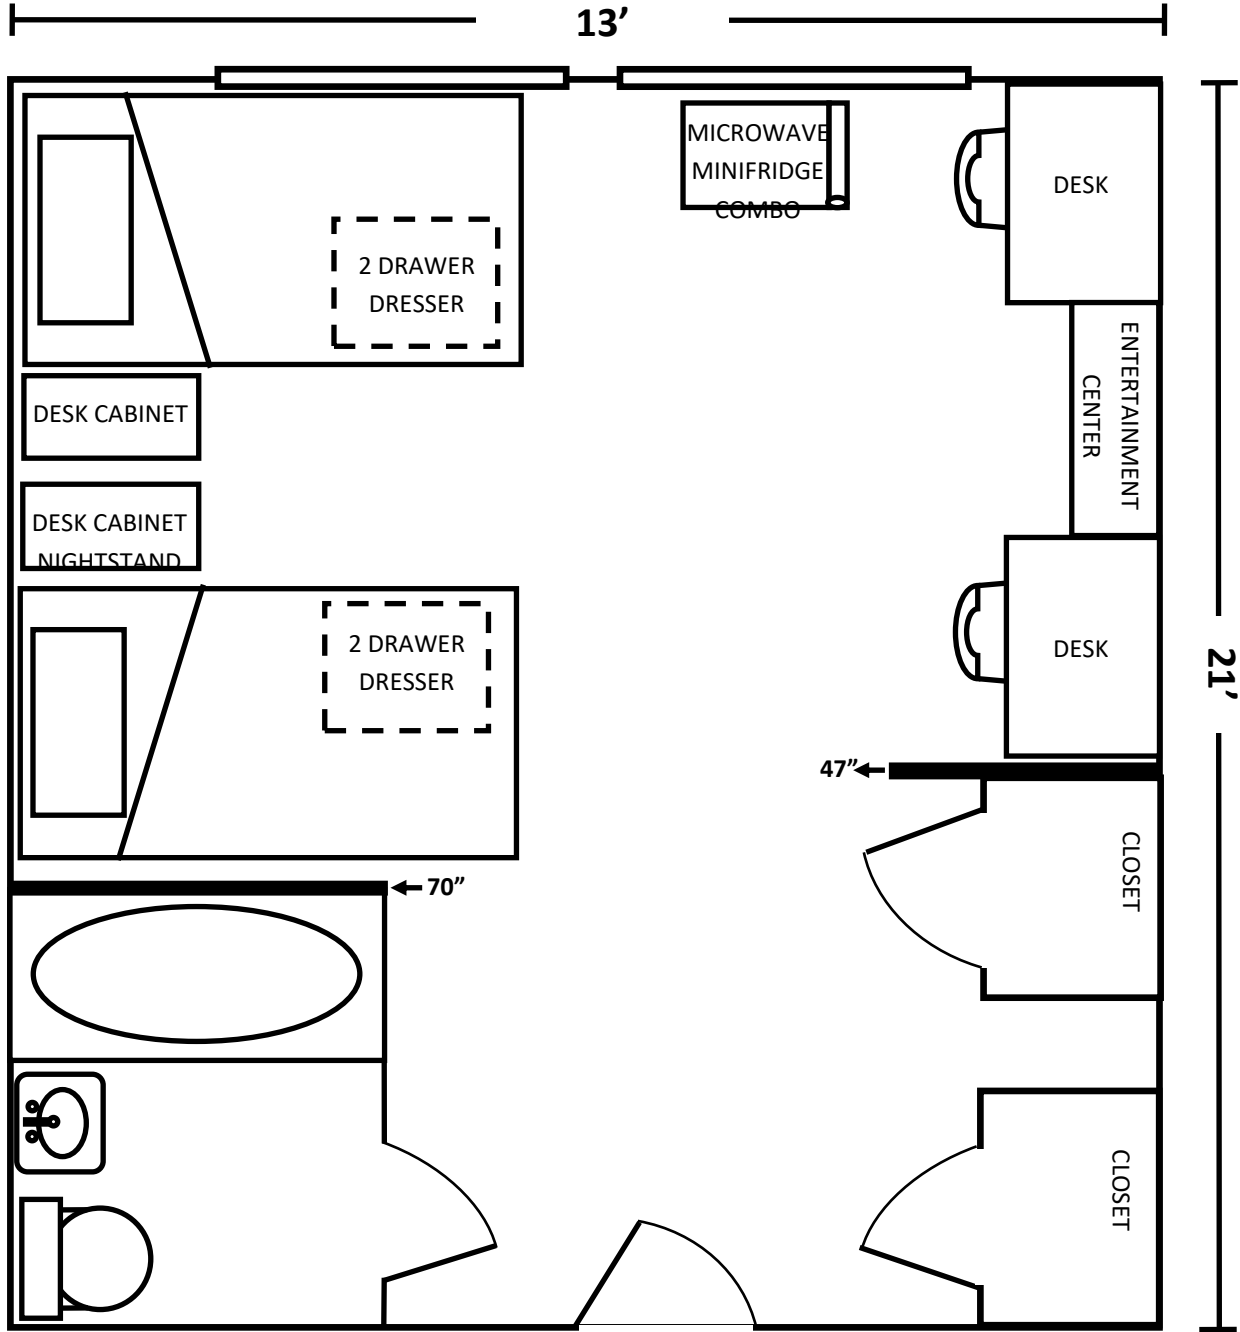 13’
MICROWAVE
MINIFRIDGE
COMBO
DESK
2 DRAWER
DRESSER
ENTERTAINMENT
CENTER
DESK CABINET
DESK CABINET
NIGHTSTAND
2 DRAWER
DRESSER
DESK
21’
47”
CLOSET
70”
CLOSET